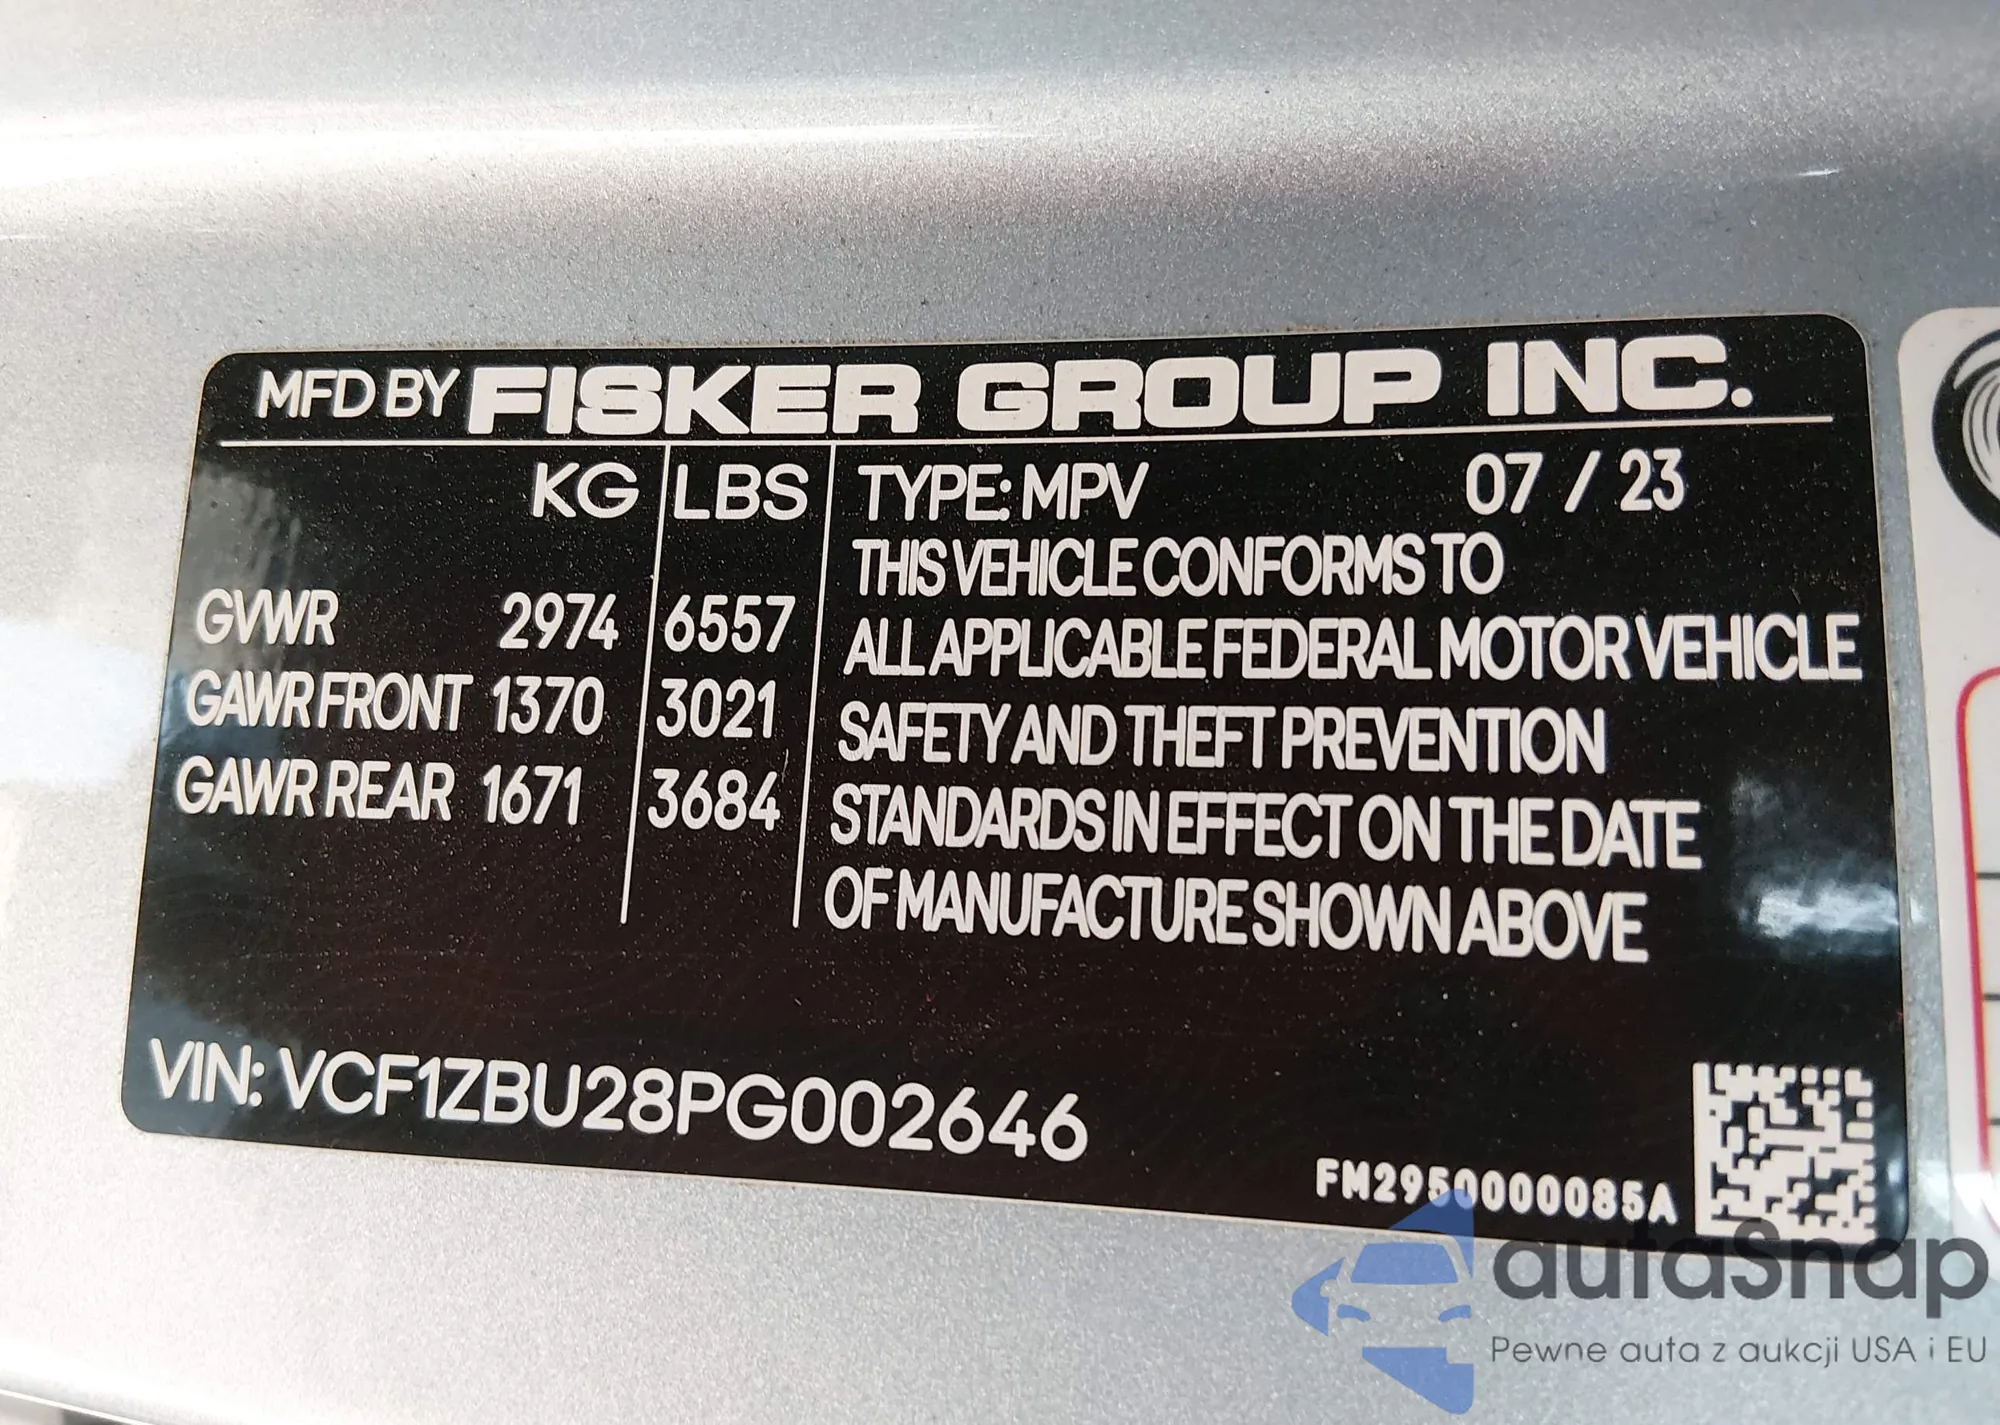 MFD BY FISKER GROUP INC.
KG LBS TYPE: MPV 07 / 23
THIS VEHICLE CONFORMS TO
GVWR 2974 6557 ALL APPLICABLE FEDERAL MOTOR VEHICLE
GAWR FRONT 1370 3021 SAFETY AND THEFT PREVENTION
GAWR REAR 1671 3684 STANDARDS IN EFFECT ON THE DATE
OF MANUFACTURE SHOWN ABOVE
VIN: VCF1ZBU28PG002646
FM2950000085A
autaSnap
Pewne auta z aukcji USA i EU